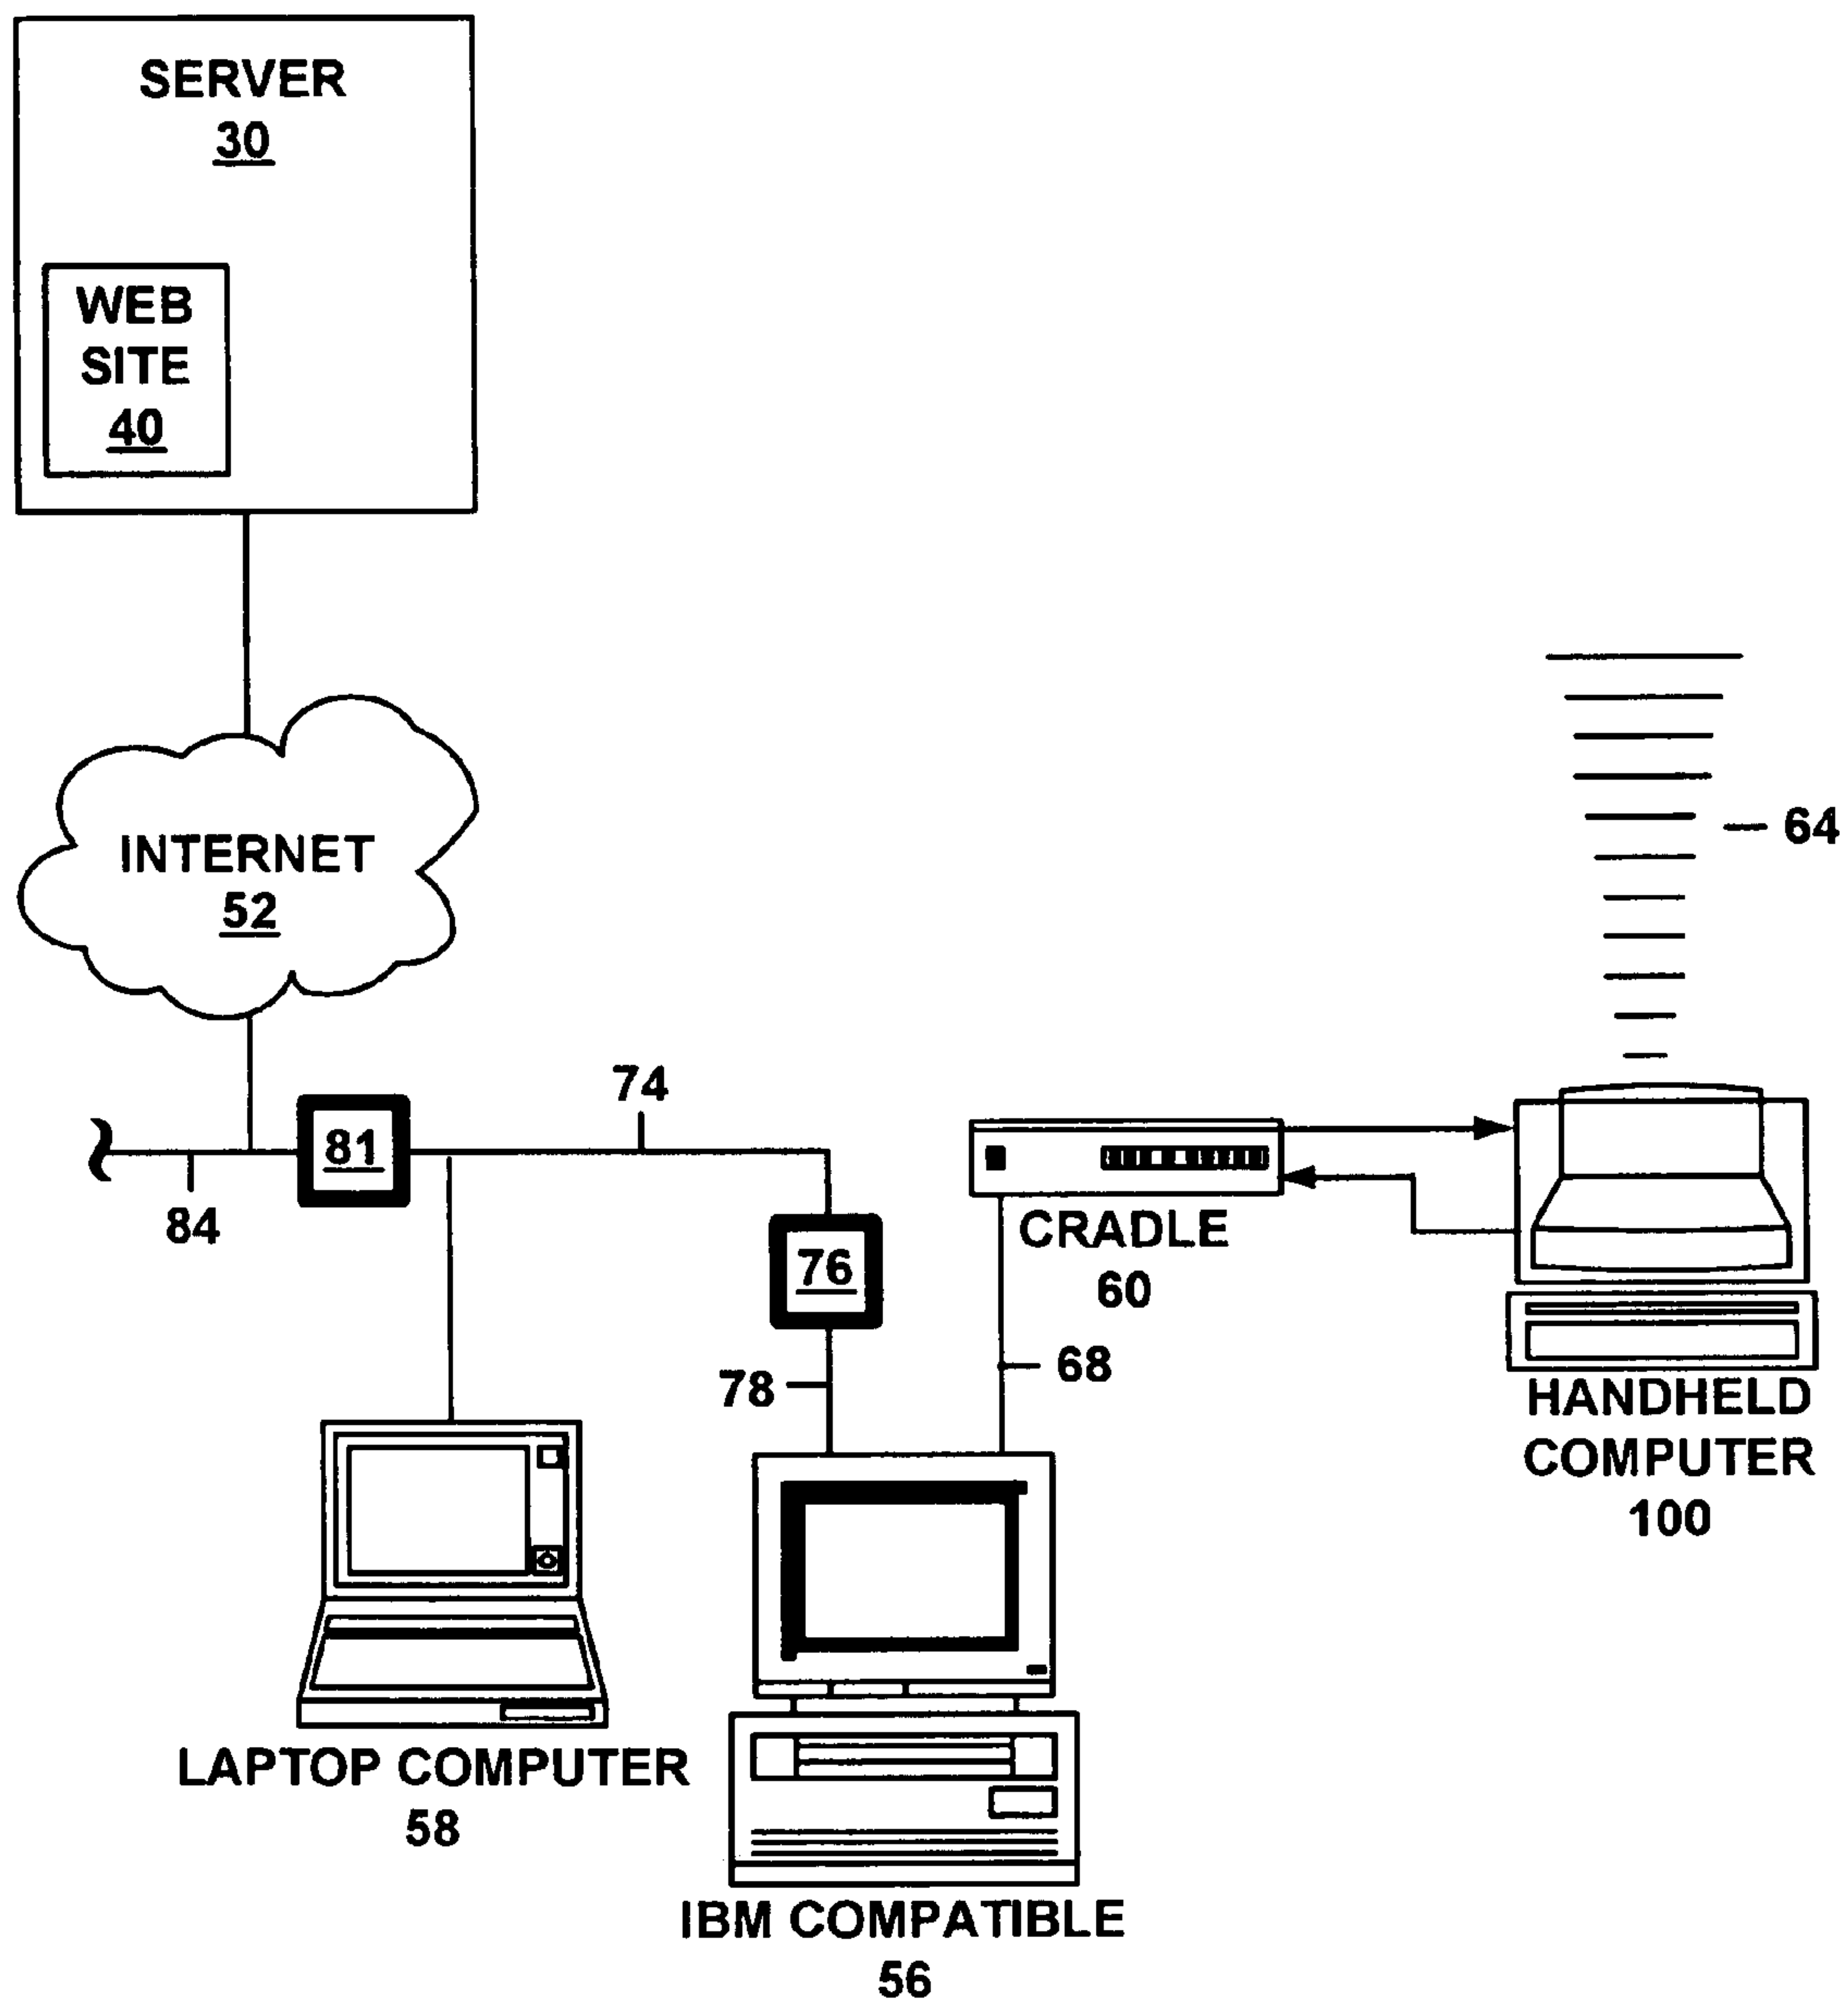 SERVER
30
WEB
SITE
40
INTERNET
52
64
74
81
84
76
CRADLE
60
78
68
HANDHELD
COMPUTER
100
LAPTOP COMPUTER
58
IBM COMPATIBLE
56